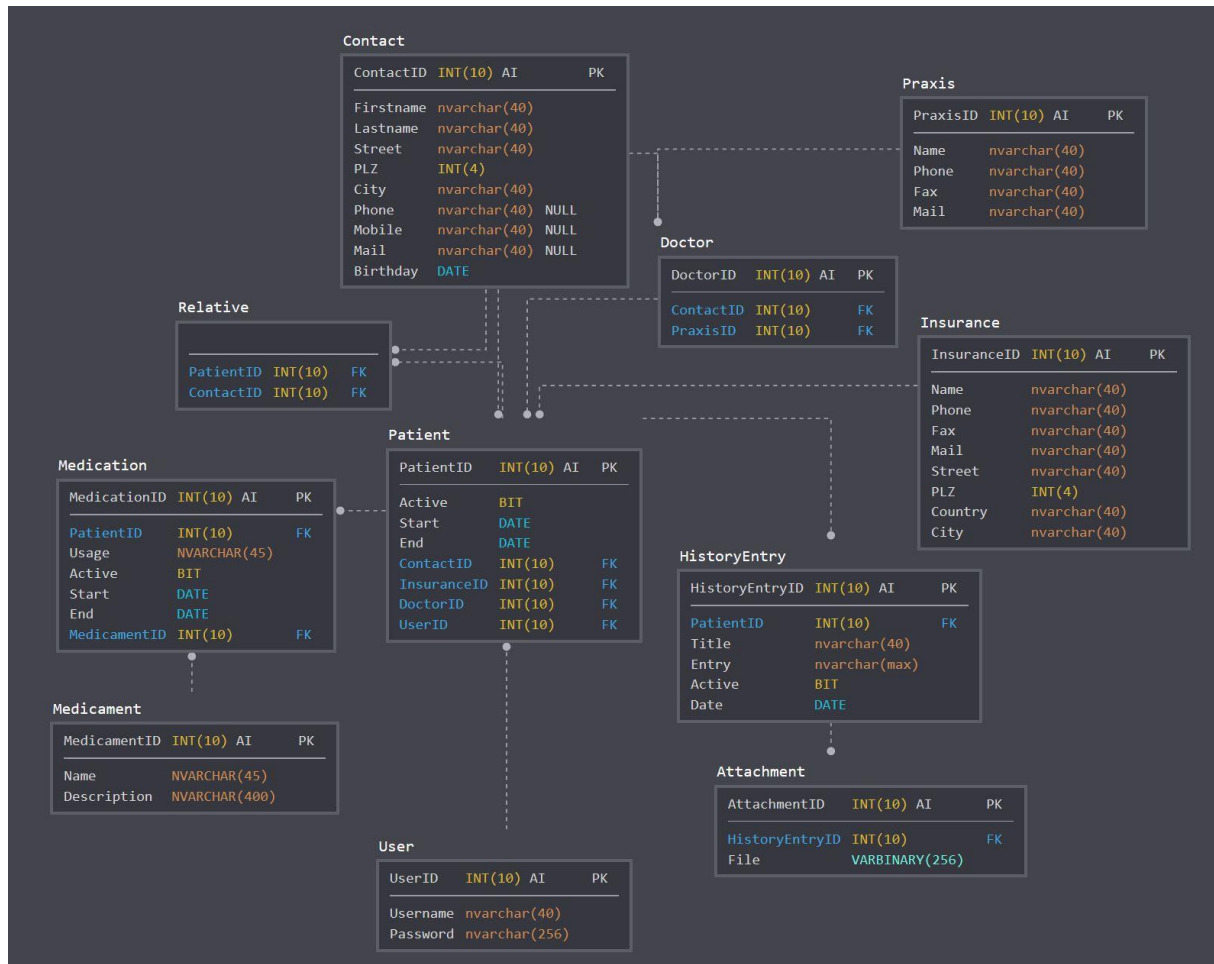 Contact
ContactID INT(10) AI PK
Firstname nvarchar(40)
Lastname nvarchar(40)
Street nvarchar(40)
PLZ INT(4)
City nvarchar(40)
Phone nvarchar(40) NULL
Mobile nvarchar(40) NULL
Mail nvarchar(40) NULL
Birthday DATE
Praxis
PraxisID INT(10) AI PK
Name nvarchar(40)
Phone nvarchar(40)
Fax nvarchar(40)
Mail nvarchar(40)
Doctor
DoctorID INT(10) AI PK
ContactID INT(10) FK
PraxisID INT(10) FK
Relative
PatientID INT(10) FK
ContactID INT(10) FK
Insurance
InsuranceID INT(10) AI PK
Name nvarchar(40)
Phone nvarchar(40)
Fax nvarchar(40)
Mail nvarchar(40)
Street nvarchar(40)
PLZ INT(4)
Country nvarchar(40)
City nvarchar(40)
Patient
PatientID INT(10) AI PK
Active BIT
Start DATE
End DATE
ContactID INT(10) FK
InsuranceID INT(10) FK
DoctorID INT(10) FK
UserID INT(10) FK
Medication
MedicationID INT(10) AI PK
PatientID INT(10) FK
Usage NVARCHAR(45)
Active BIT
Start DATE
End DATE
MedicamentID INT(10) FK
HistoryEntry
HistoryEntryID INT(10) AI PK
PatientID INT(10) FK
Title nvarchar(40)
Entry nvarchar(max)
Active BIT
Date DATE
Medicament
MedicamentID INT(10) AI PK
Name NVARCHAR(45)
Description NVARCHAR(400)
Attachment
AttachmentID INT(10) AI PK
HistoryEntryID INT(10) FK
File VARBINARY(256)
User
UserID INT(10) AI PK
Username nvarchar(40)
Password nvarchar(256)